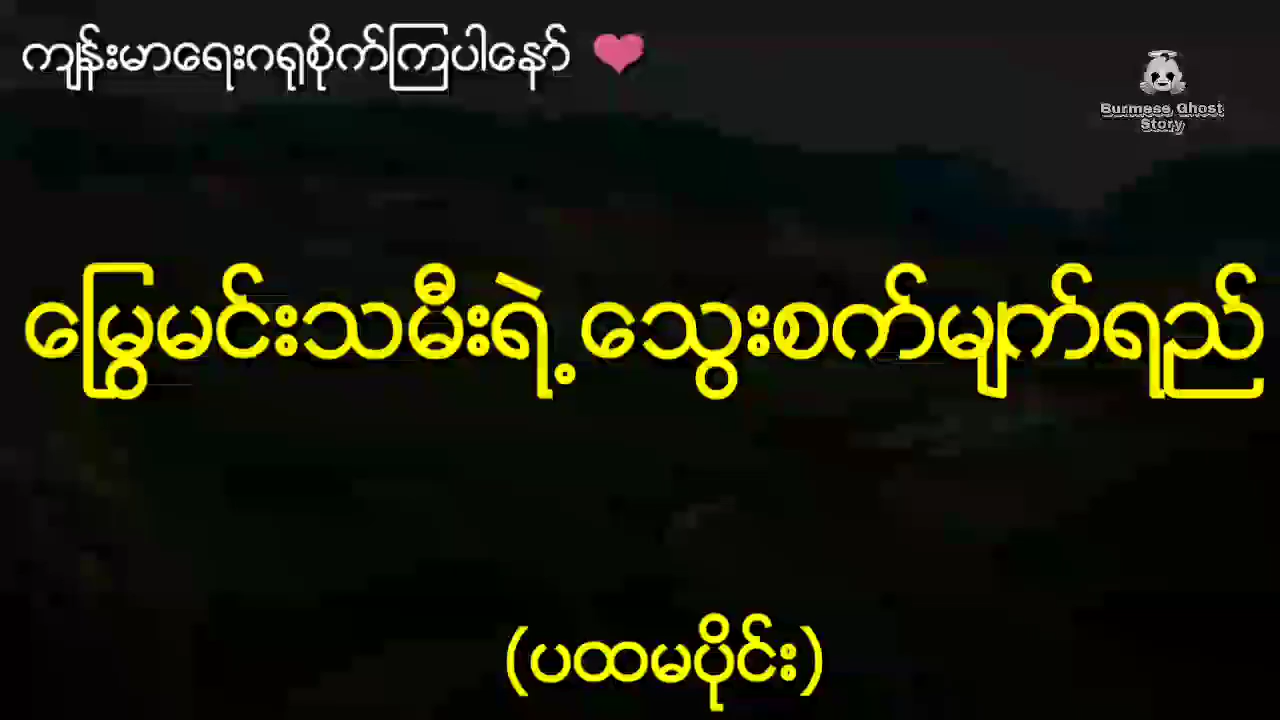 ကျန်းမာရေးဂရုစိုက်ကြပါနော် ❤
Burmese Ghost
Story
မြွေမင်းသမီးရဲ့ သွေးစက်မျက်ရည်
(ပထမပိုင်း)